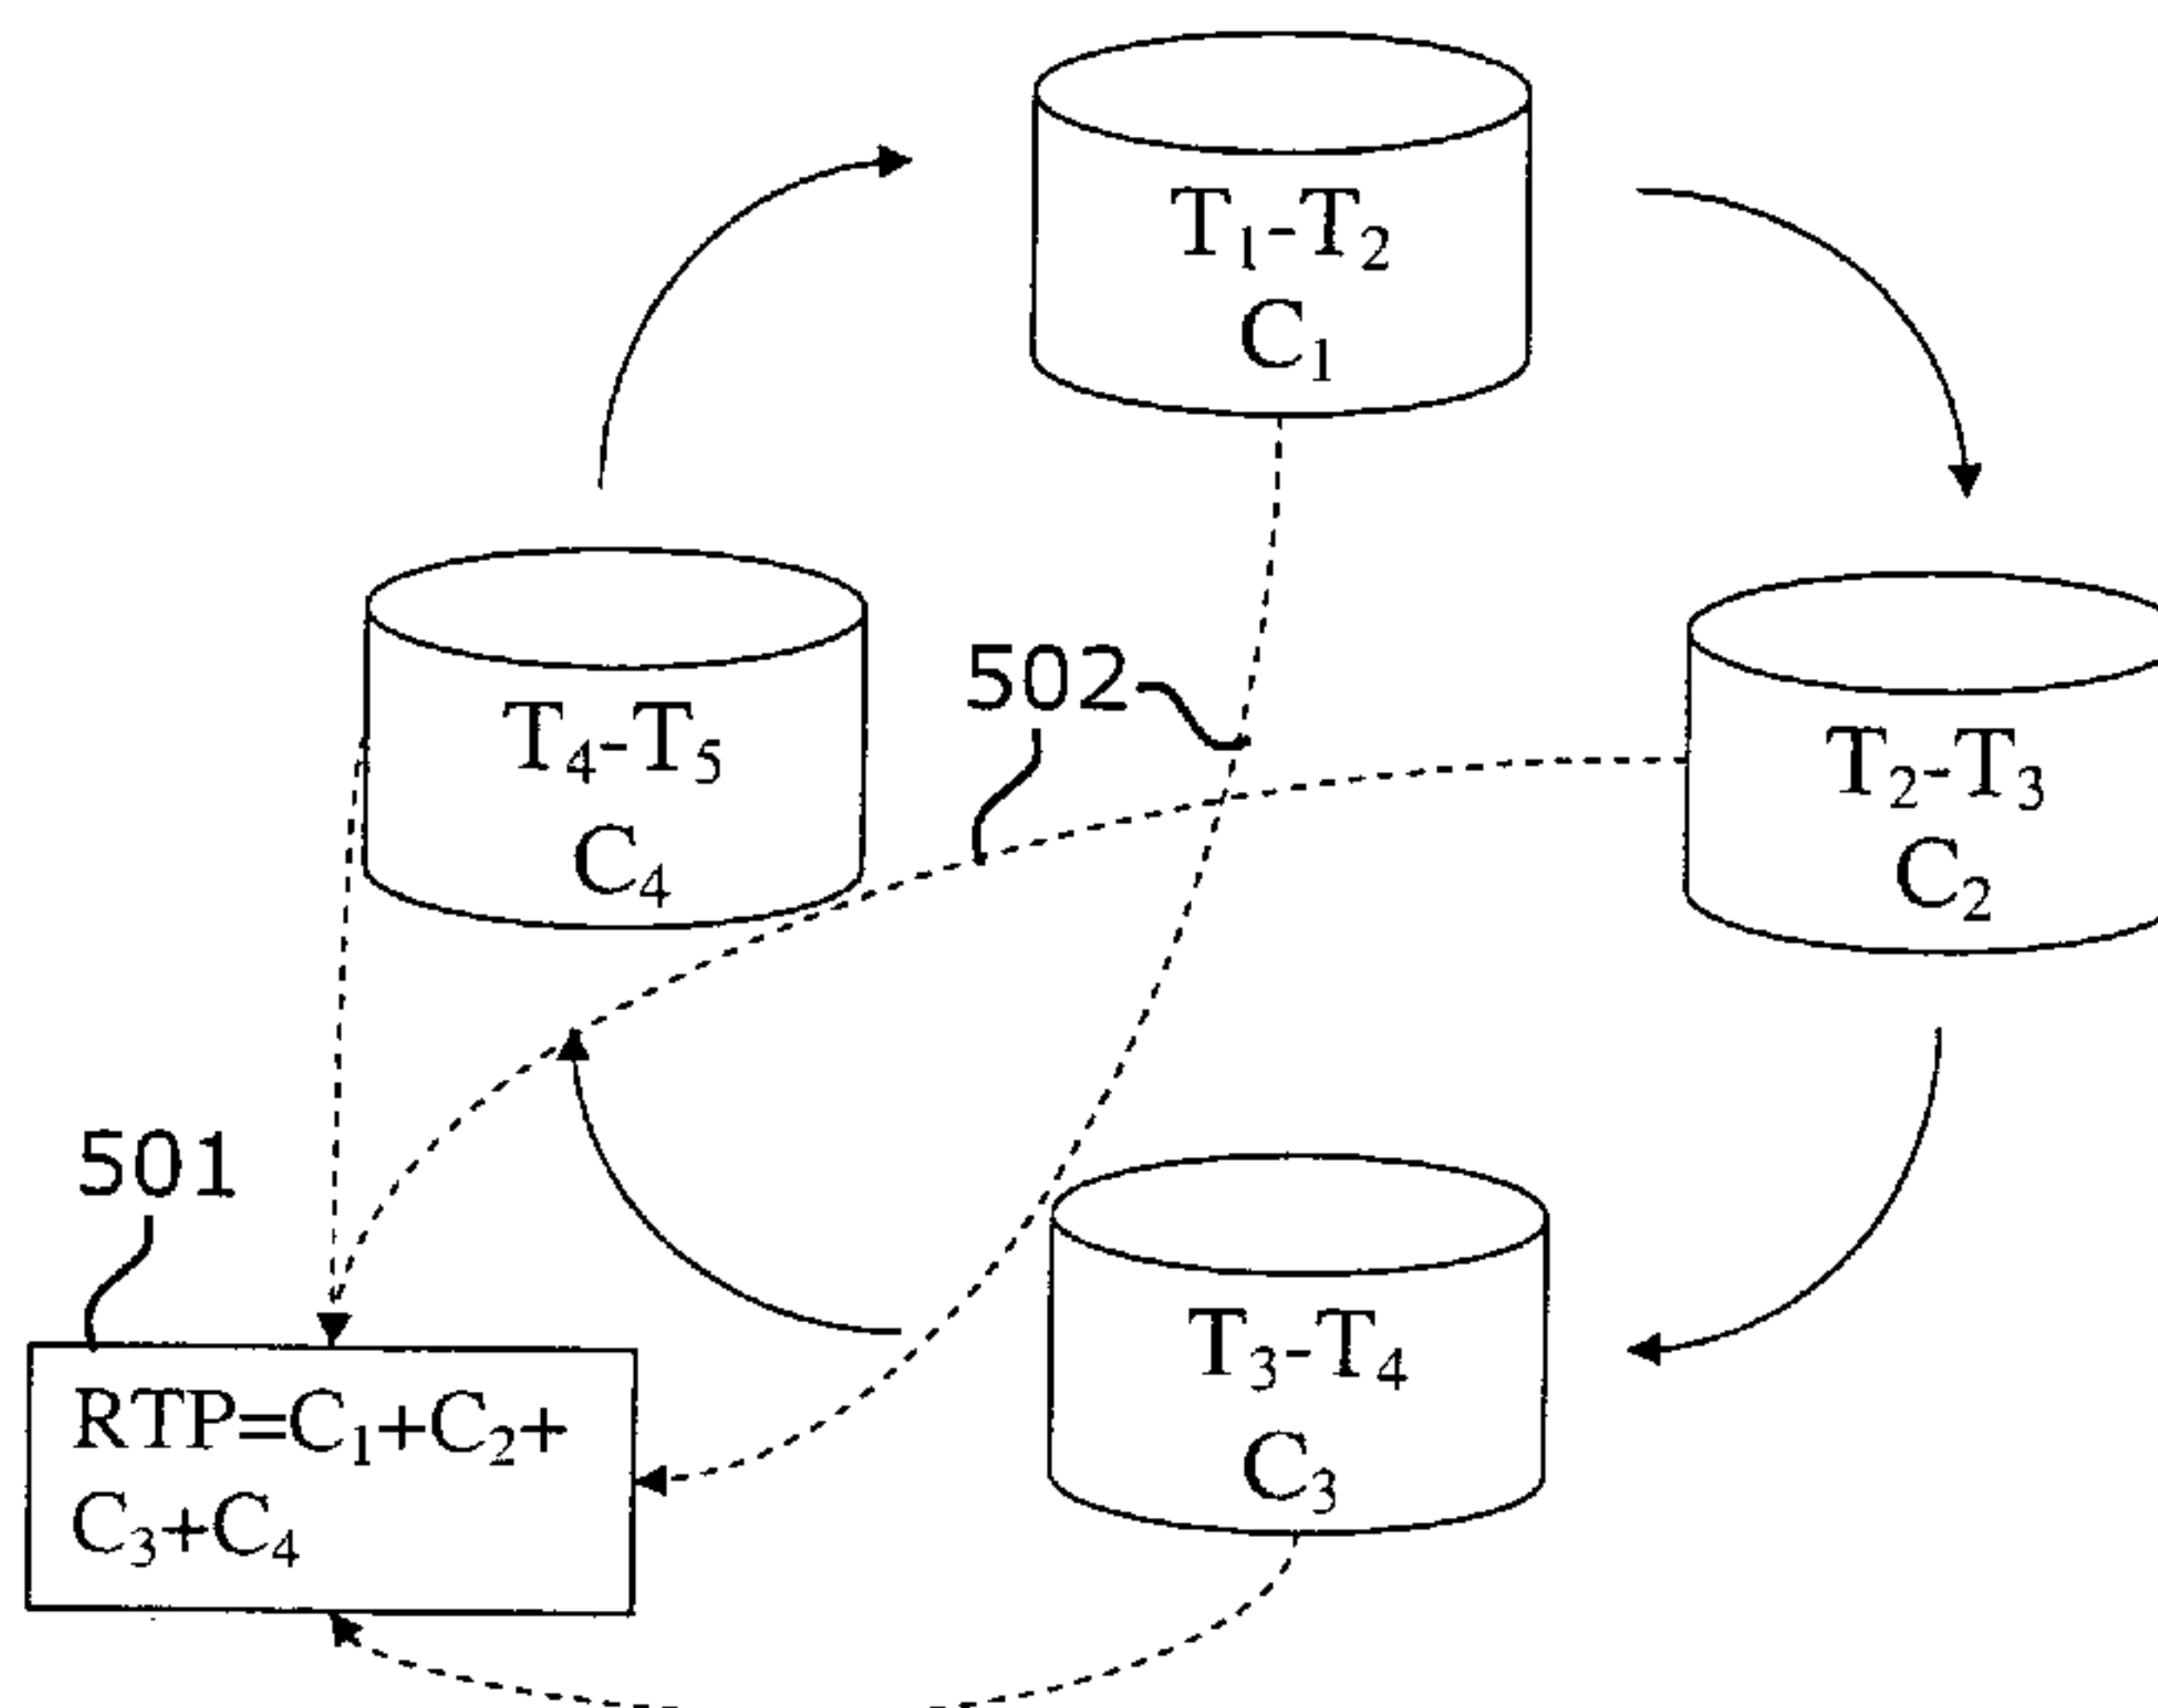 T₁-T₂
C₁
502
T₄-T₅
C₄
T₂-T₃
C₂
501
T₃-T₄
C₃
RTP=C₁+C₂+
C₃+C₄